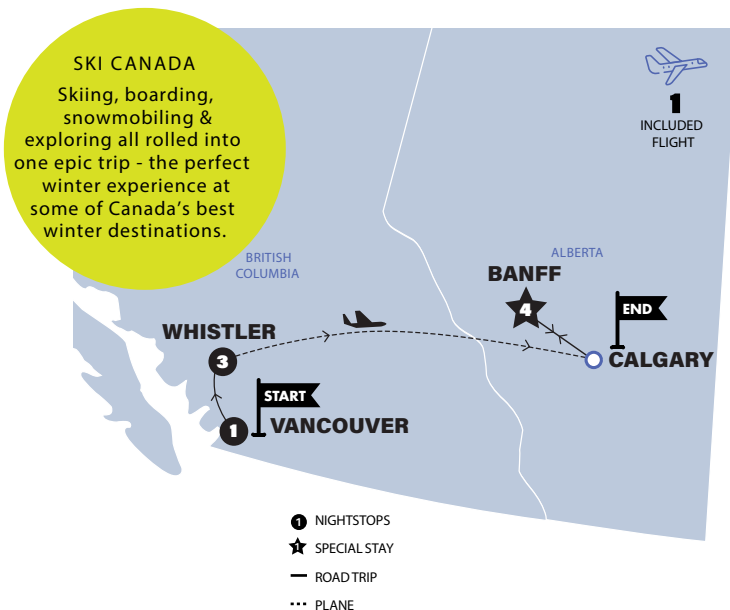 SKI CANADA
Skiing, boarding,
snowmobiling &
exploring all rolled into
one epic trip - the perfect
winter experience at
some of Canada's best
winter destinations.
1
INCLUDED
FLIGHT
BRITISH
COLUMBIA
ALBERTA
BANFF
4
END
WHISTLER
3
CALGARY
START
1
VANCOUVER
1 NIGHTSTOPS
1 SPECIAL STAY
ROAD TRIP
PLANE